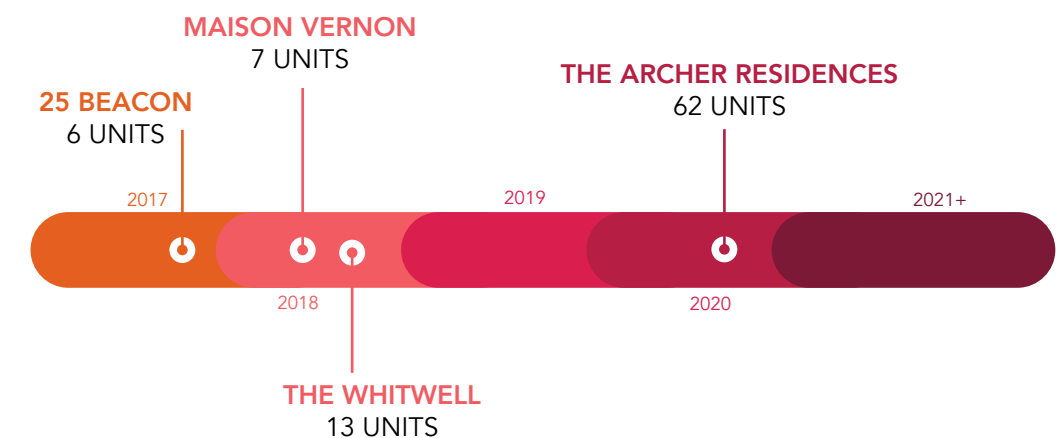 MAISON VERNON
7 UNITS
THE ARCHER RESIDENCES
62 UNITS
25 BEACON
6 UNITS
2017
2019
2021+
2018
2020
THE WHITWELL
13 UNITS